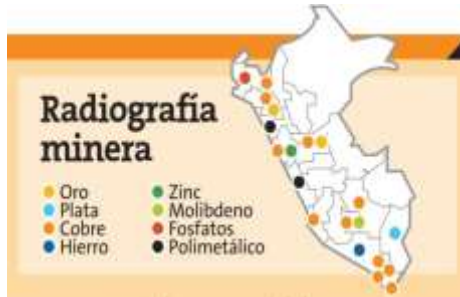 Radiografía
minera
Oro
Plata
Cobre
Hierro
Zinc
Molibdeno
Fosfatos
Polimetálico